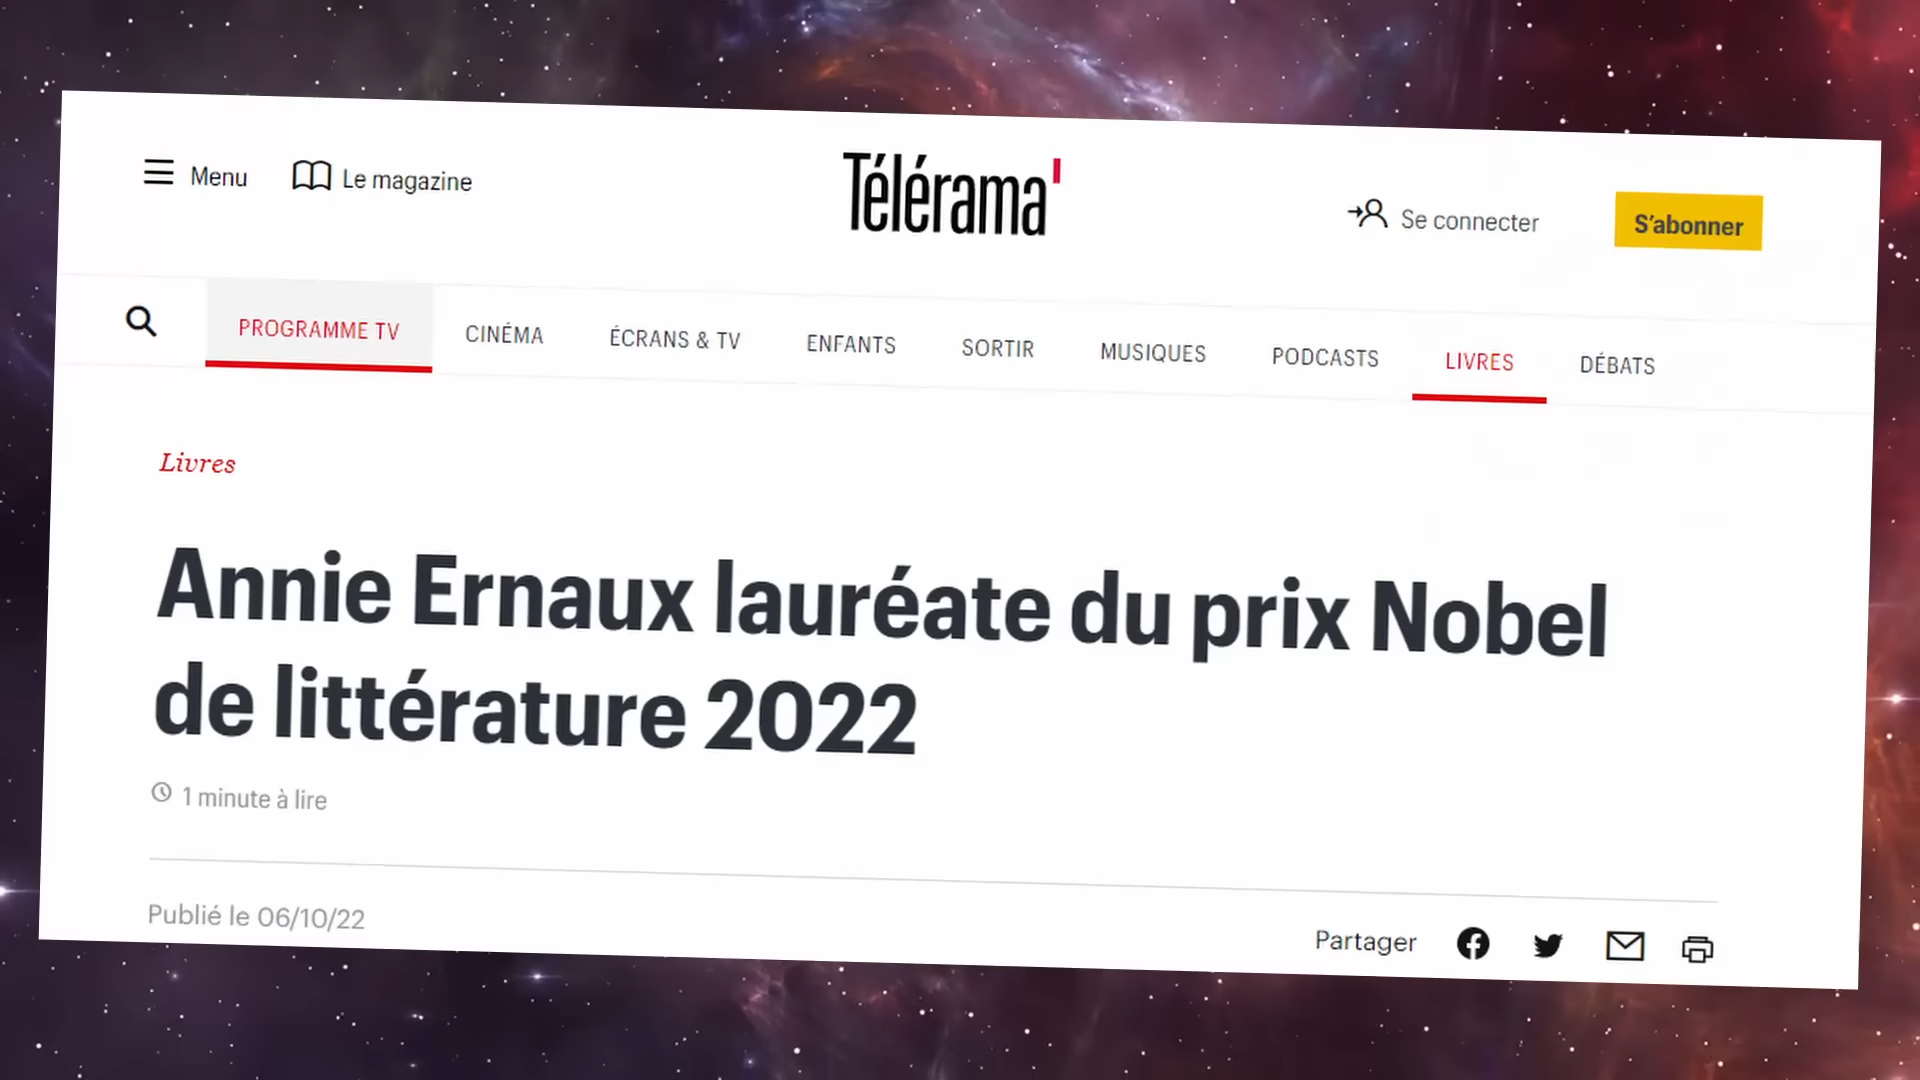 Menu
Le magazine
Télérama'
Se connecter
S'abonner
PROGRAMME TV
CINÉMA
ÉCRANS & TV
ENFANTS
SORTIR
MUSIQUES
PODCASTS
LIVRES
DÉBATS
Livres
Annie Ernaux lauréate du prix Nobel
de littérature 2022
1 minute à lire
Publié le 06/10/22
Partager